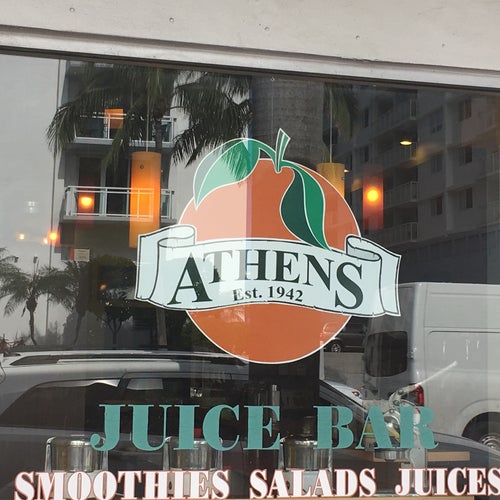 ATHENS
Est. 1942
JUICE BAR
SMOOTHIES SALADS JUICES